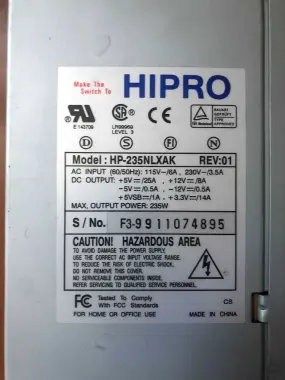 Make The
Switch To HIPRO
E 143709 LR99969
LEVEL 3
D S FI N
Model: HP-235NLXAK REV:01
AC INPUT (60/50Hz): 115V~/6A, 230V~/3.5A
DC OUTPUT: +5V⎓/25A, +12V⎓/8A
-5V⎓/0.5A, -12V⎓/0.5A
+5VSB⎓/1A, +3.3V⎓/14A
MAX, OUTPUT POWER: 235W
S / No. F3-9911074895
CAUTION! HAZARDOUS AREA
TO AVOID DAMAGE THE POWER SUPPLY.
USE THE CORRECT AC INPUT VOLTAGE RANGE.
TO REDUCE THE RISK OF ELECTRIC SHOCK.
DO NOT REMOVE THIS COVER.
NO SERVICEABLE COMPONENTS INSIDE.
REFER SERVICING TO QUALIFIED SERVICE PERSONNEL.
FC Tested To Comply
With FCC Standards
FOR HOME OR OFFICE USE MADE IN CHINA